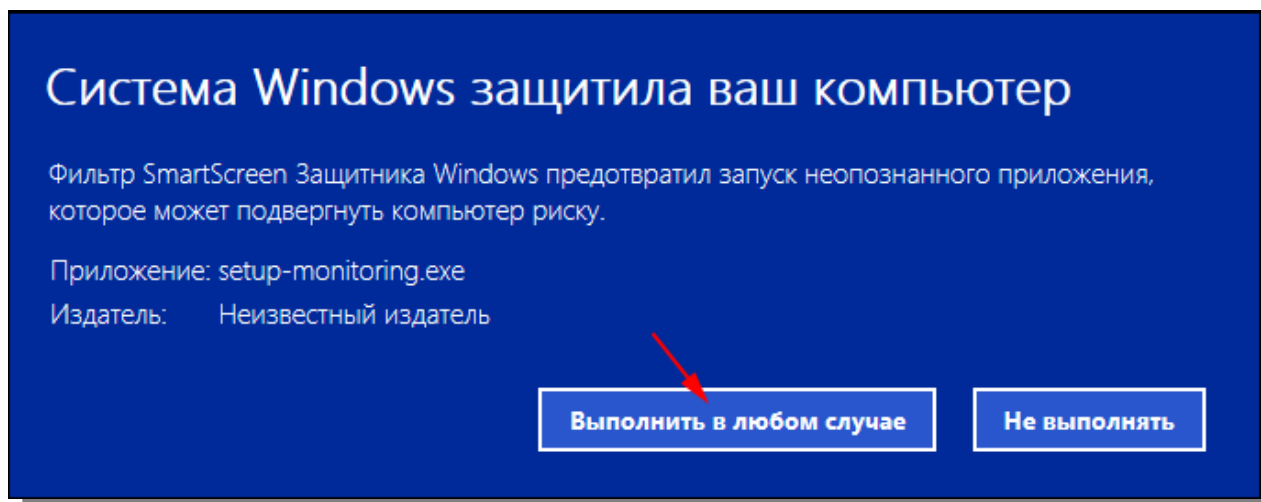 Система Windows защитила ваш компьютер
Фильтр SmartScreen Защитника Windows предотвратил запуск неопознанного приложения,
которое может подвергнуть компьютер риску.
Приложение: setup-monitoring.exe
Издатель: Неизвестный издатель
Выполнить в любом случае Не выполнять